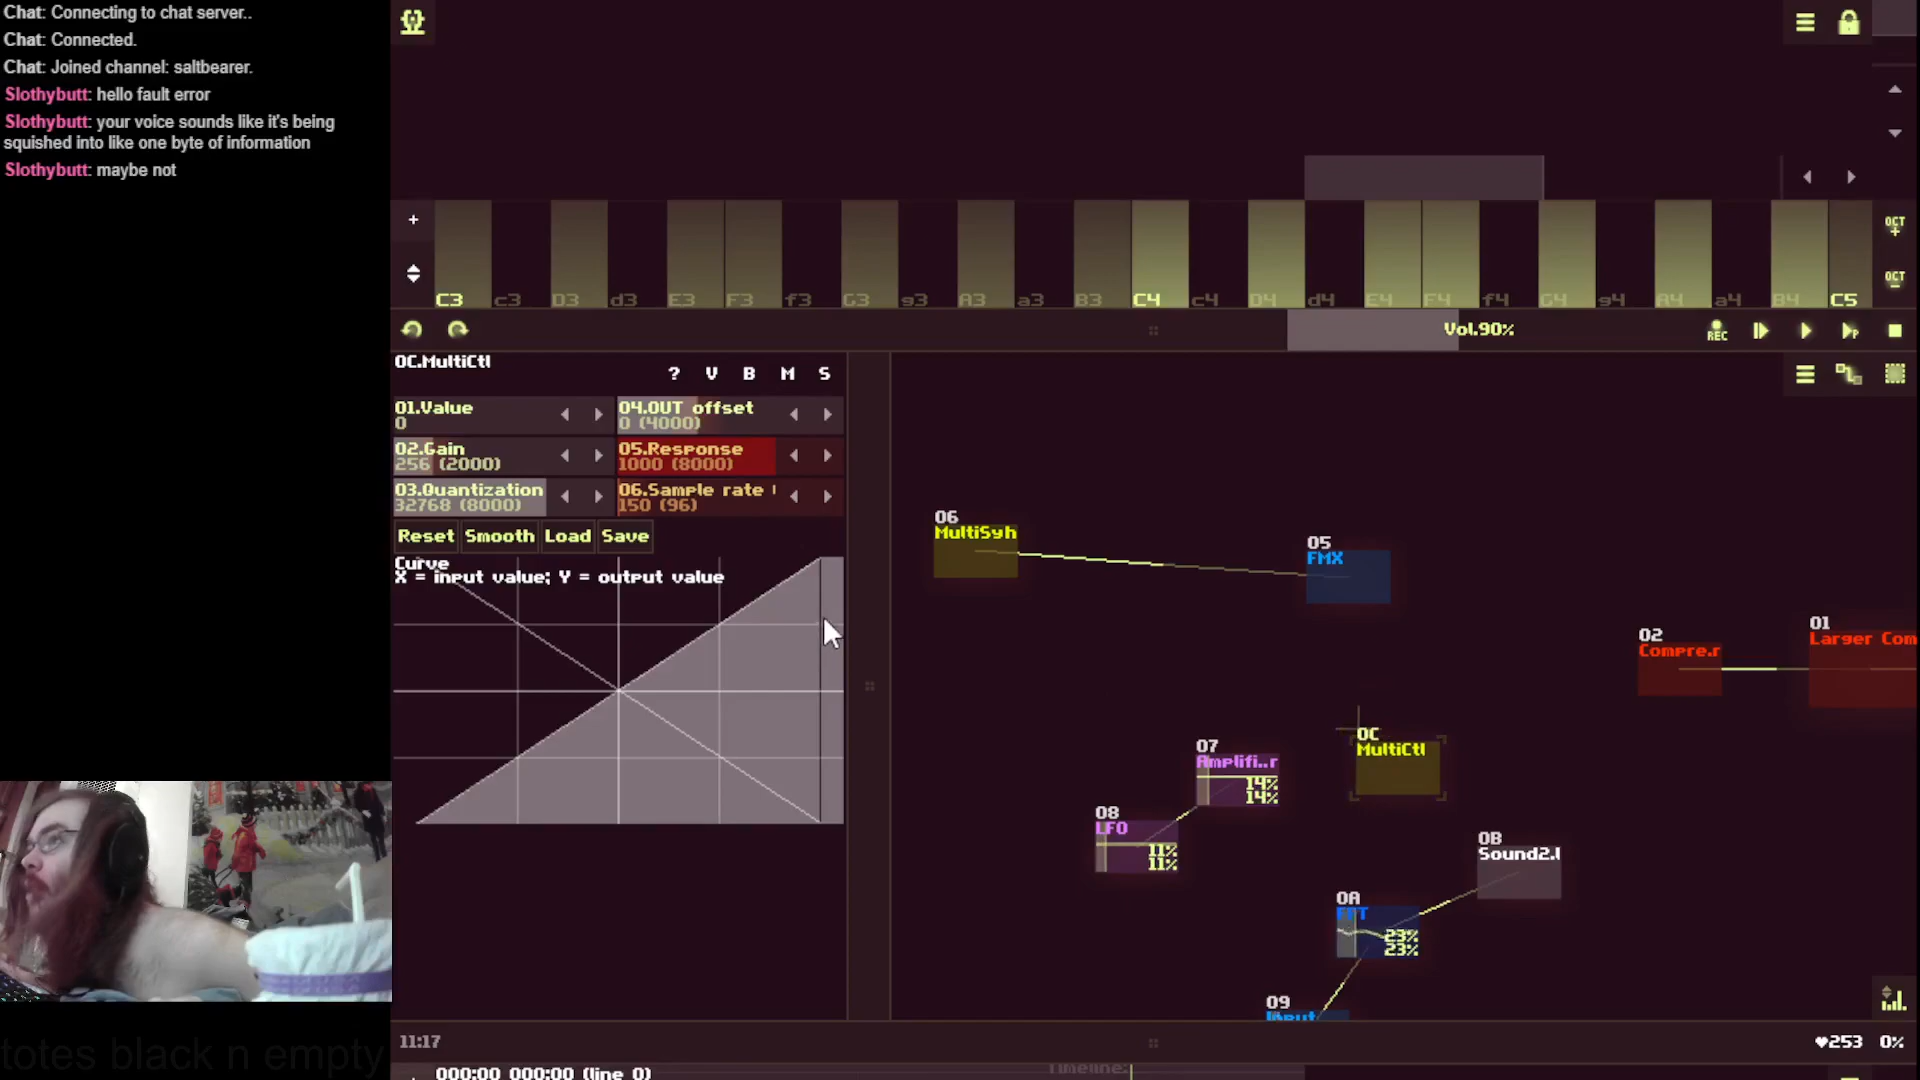 Chat: Connecting to chat server..
Chat: Connected.
Chat: Joined channel: saltbearer.
Slothybutt: hello fault error
Slothybutt: your voice sounds like it's being
squished into like one byte of information
Slothybutt: maybe not
+
C3 c3 D3 d3 E3 F3 f3 G3 g3 A3 a3 B3 C4 c4 D4 d4 E4 F4 f4 G4 g4 A4 a4 B4 C5
OCT
+
OCT
-
Vol.90%
REC
0C.MultiCtl
? V B M S
01.Value
0
04.OUT offset
0 (4000)
02.Gain
256 (2000)
05.Response
1000 (8000)
03.Quantization
32768 (8000)
06.Sample rate
150 (96)
Reset Smooth Load Save
Curve
X = input value; Y = output value
06
MultiSyh
05
FMX
02
Compre.r
01
Larger Com
07
Amplifi..r
14%
14%
0C
MultiCtl
08
LFO
11%
11%
0B
Sound2.l
0A
23%
23%
09
Input
11:17
♥253 0%
totes black n empty
000:00 000:00 (line 0)
Timeline: